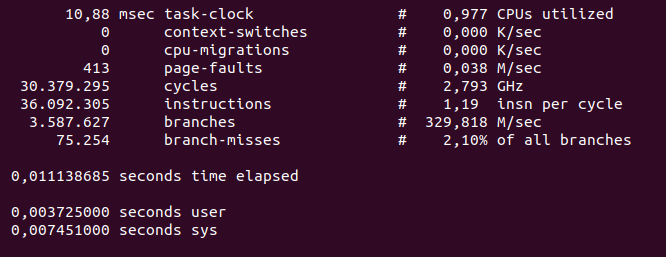 10,88 msec task-clock # 0,977 CPUs utilized
0 context-switches # 0,000 K/sec
0 cpu-migrations # 0,000 K/sec
413 page-faults # 0,038 M/sec
30.379.295 cycles # 2,793 GHz
36.092.305 instructions # 1,19 insn per cycle
3.587.627 branches # 329,818 M/sec
75.254 branch-misses # 2,10% of all branches
0,011138685 seconds time elapsed
0,003725000 seconds user
0,007451000 seconds sys